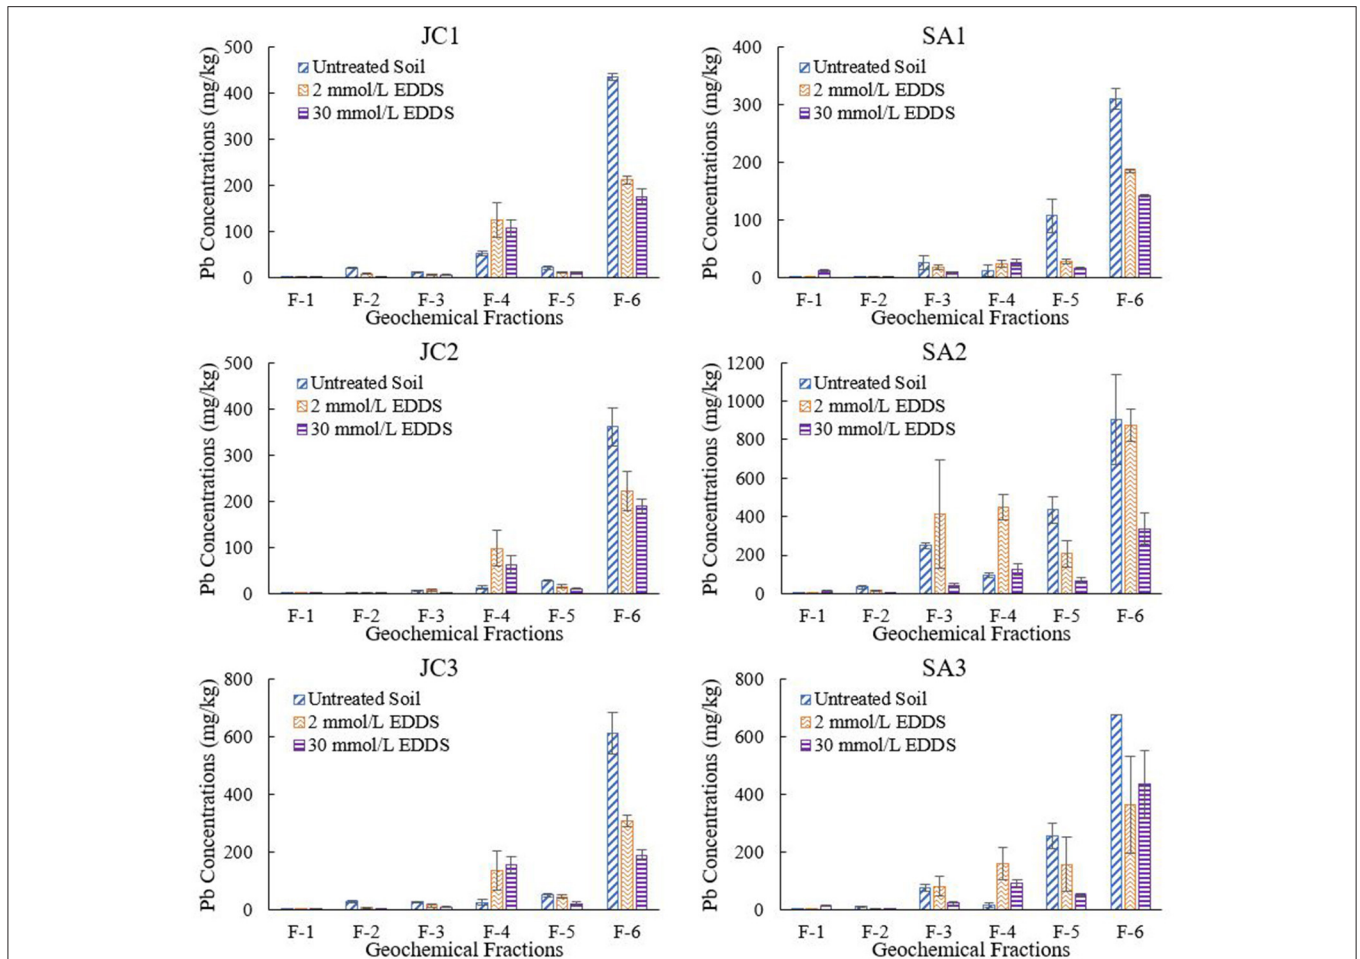 JC1
Pb Concentrations (mg/kg)
500
400
300
200
100
0
Untreated Soil
2 mmol/L EDDS
30 mmol/L EDDS
F-1 F-2 F-3 F-4 F-5 F-6
Geochemical Fractions
SA1
Pb Concentrations (mg/kg)
400
300
200
100
0
Untreated Soil
2 mmol/L EDDS
30 mmol/L EDDS
F-1 F-2 F-3 F-4 F-5 F-6
Geochemical Fractions
JC2
Pb Concentrations (mg/kg)
500
400
300
200
100
0
Untreated Soil
2 mmol/L EDDS
30 mmol/L EDDS
F-1 F-2 F-3 F-4 F-5 F-6
Geochemical Fractions
SA2
Pb Concentrations (mg/kg)
1200
1000
800
600
400
200
0
Untreated Soil
2 mmol/L EDDS
30 mmol/L EDDS
F-1 F-2 F-3 F-4 F-5 F-6
Geochemical Fractions
JC3
Pb Concentrations (mg/kg)
800
600
400
200
0
Untreated Soil
2 mmol/L EDDS
30 mmol/L EDDS
F-1 F-2 F-3 F-4 F-5 F-6
Geochemical Fractions
SA3
Pb Concentrations (mg/kg)
800
600
400
200
0
Untreated Soil
2 mmol/L EDDS
30 mmol/L EDDS
F-1 F-2 F-3 F-4 F-5 F-6
Geochemical Fractions